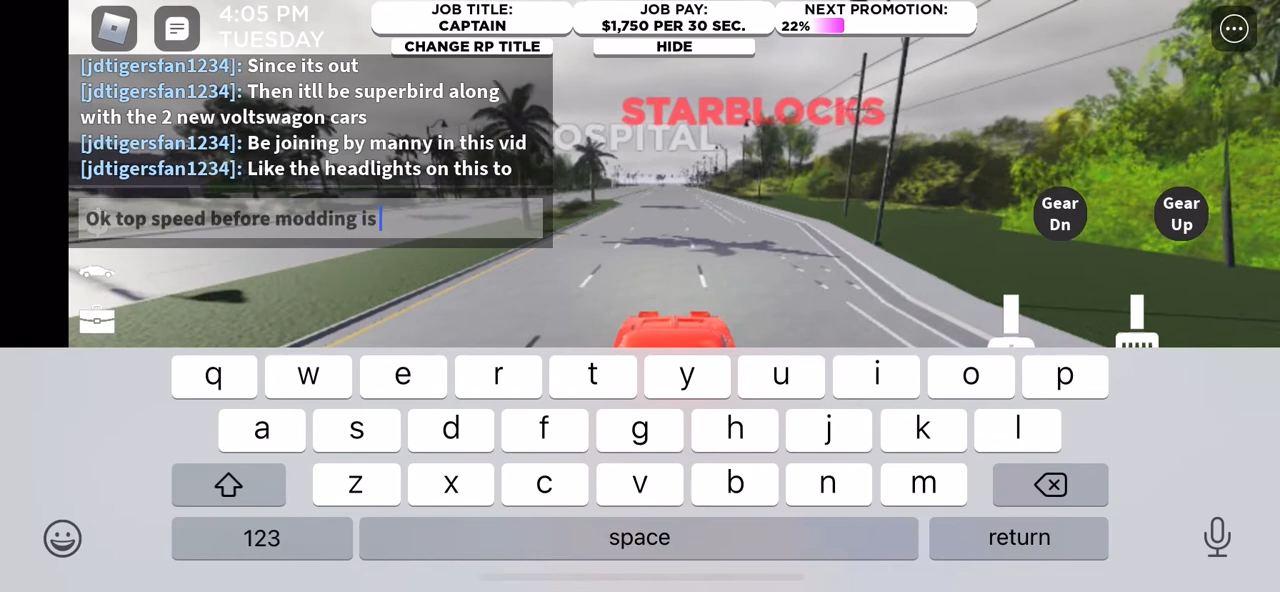 4:05 PM
TUESDAY
JOB TITLE:
CAPTAIN
JOB PAY:
$1,750 PER 30 SEC.
NEXT PROMOTION:
22%
CHANGE RP TITLE
HIDE
[jdtigersfan1234]: Since its out
[jdtigersfan1234]: Then itll be superbird along
with the 2 new voltswagon cars
[jdtigersfan1234]: Be joining by manny in this vid
[jdtigersfan1234]: Like the headlights on this to
Ok top speed before modding is
STARBLOCKS
HOSPITAL
Gear
Dn
Gear
Up
q w e r t y u i o p
a s d f g h j k l
z x c v b n m
123 space return